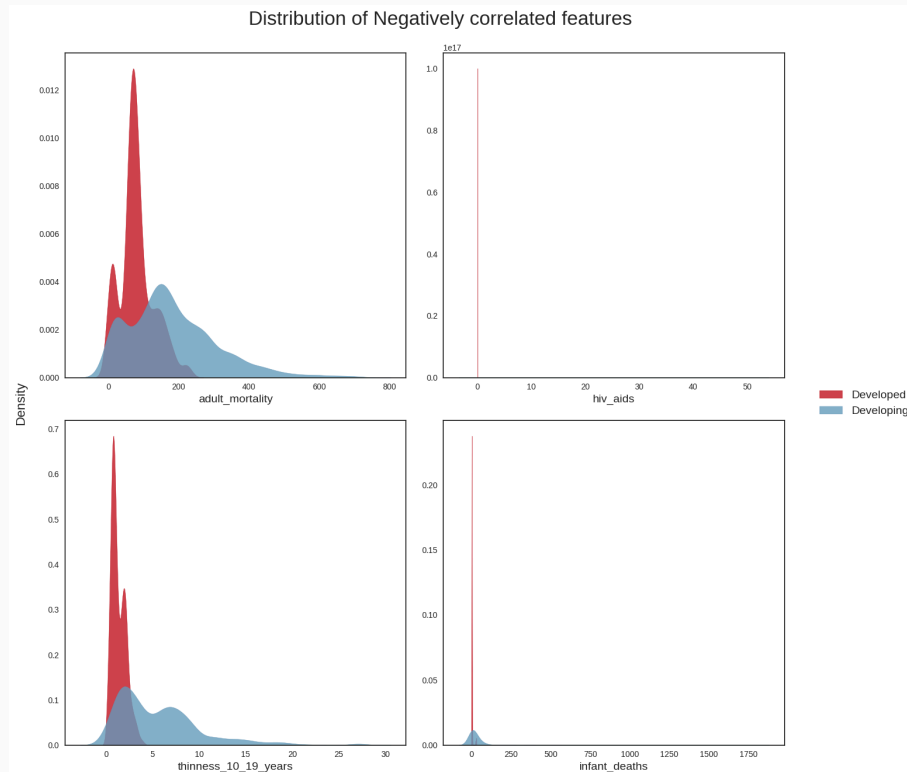 Distribution of Negatively correlated features
1e17
0.012
0.010
0.008
0.006
0.004
0.002
0.000
0 200 400 600 800
adult_mortality
1.0
0.8
0.6
0.4
0.2
0.0
0 10 20 30 40 50
hiv_aids
Density
Developed
Developing
0.7
0.6
0.5
0.4
0.3
0.2
0.1
0.0
0 5 10 15 20 25 30
thinness_10_19_years
0.20
0.15
0.10
0.05
0.00
0 250 500 750 1000 1250 1500 1750
infant_deaths